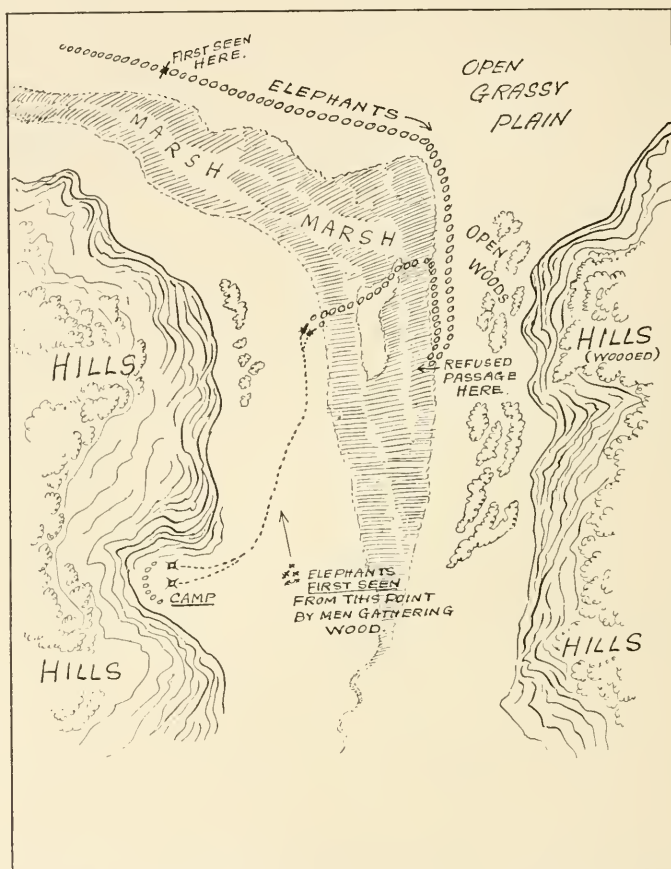 FIRST SEEN
HERE.
ELEPHANTS
OPEN
GRASSY
PLAIN
MARSH
MARSH
OPEN
WOODS
HILLS
HILLS
(WOODED)
REFUSED
PASSAGE
HERE.
ELEPHANTS
FIRST SEEN
FROM THIS POINT
BY MEN GATHERING
WOOD.
CAMP
HILLS
HILLS